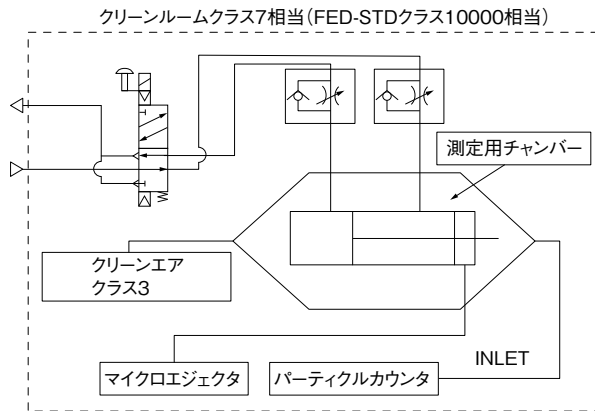 クリーンルームクラス7相当(FED-STDクラス10000相当)
測定用チャンバー
クリーンエア
クラス3
マイクロエジェクタ
パーティクルカウンタ
INLET